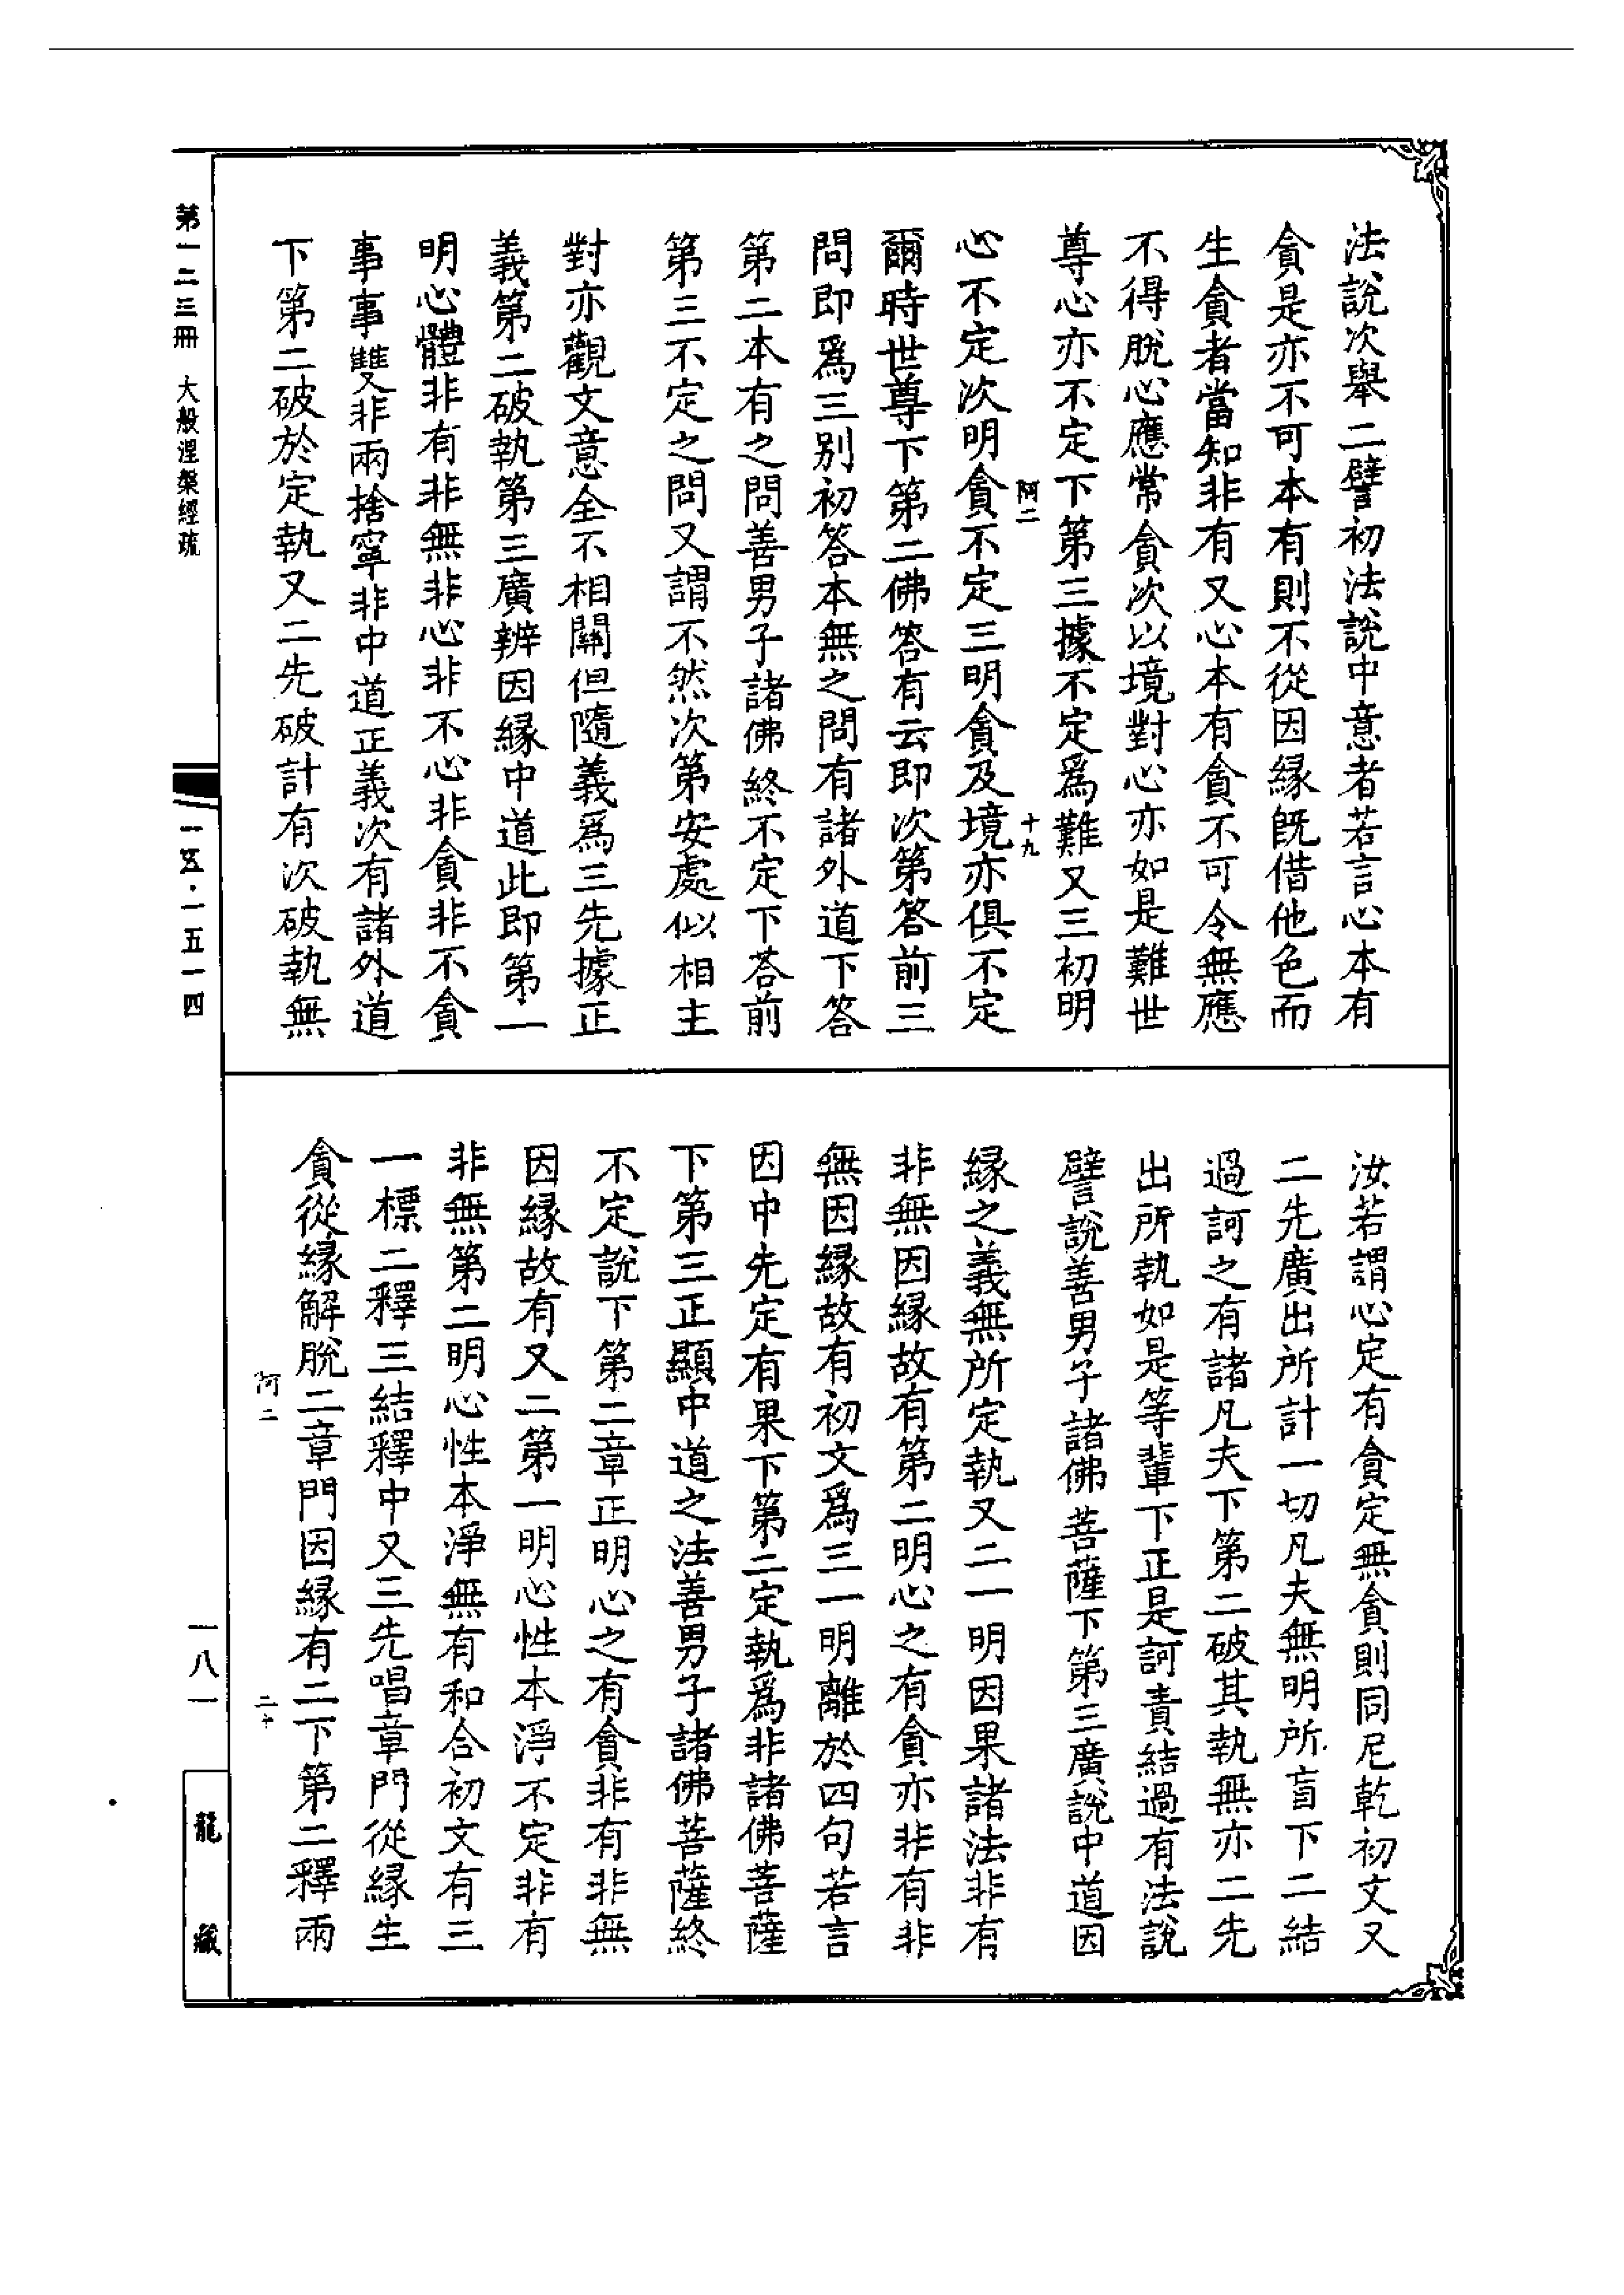 法說次舉二譬初法說中意者若言心本有
貪是亦不可本有則不從因緣旣借他色而
生貪者當知非有又心本有貪不可令無應
不得脫心應常貪次以境對心亦如是難世
尊心亦不定下第三據不定爲難又三初明
阿二
十九
心不定次明貪不定三明貪及境亦俱不定
爾時世尊下第二佛答有云即次第答前三
問即爲三别初答本無之問有諸外道下答
第二本有之問善男子諸佛終不定下答前
第三不定之問又謂不然次第安處似相主
對亦觀文意全不相關但隨義爲三先據正
義第二破執第三廣辨因緣中道此即第一
明心體非有非無非心非不心非貪非不貪
事事雙非兩捨寧非中道正義次有諸外道
下第二破於定執又二先破計有次破執無
汝若謂心定有貪定無貪則同尼乾初文又
二先廣出所計一切凡夫無明所盲下二結
過訶之有諸凡夫下第二破其執無亦二先
出所執如是等輩下正是訶責結過有法說
譬說善男子諸佛菩薩下第三廣說中道因
緣之義無所定執又二一明因果諸法非有
非無因緣故有第二明心之有貪亦非有非
無因緣故有初文爲三一明離於四句若言
因中先定有果下第二定執爲非諸佛菩薩
下第三正顯中道之法善男子諸佛菩薩終
不定說下第二章正明心之有貪非有非無
因緣故有又二第一明心性本淨不定非有
非無第二明心性本淨無有和合初文有三
一標二釋三結釋中又三先唱章門從緣生
貪從緣解脫二章門因緣有二下第二釋兩
阿二
二十
第一二三冊 大般涅槃經疏
一五·一五一四
一八一
龍藏